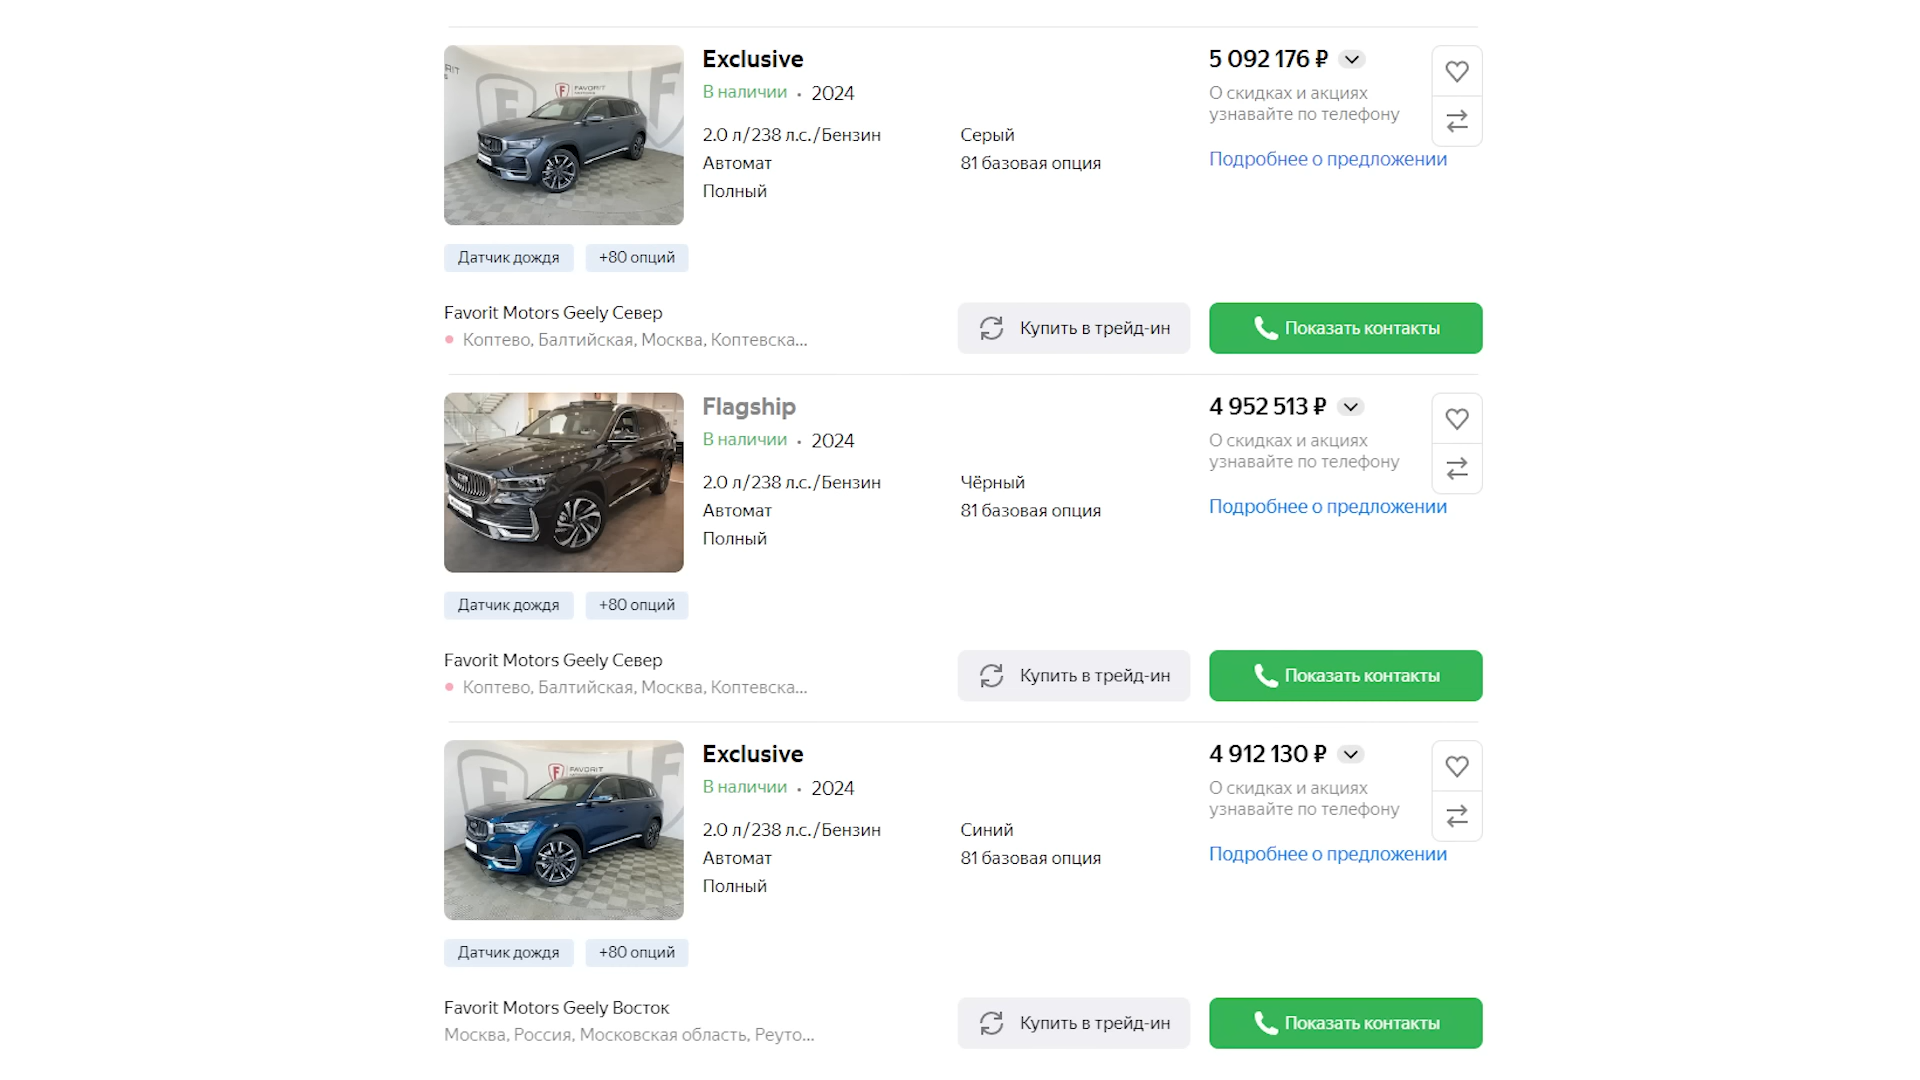 Exclusive
5 092 176 ₽
В наличии • 2024
О скидках и акциях
узнавайте по телефону
2.0 л/238 л.с./Бензин
Серый
Автомат
81 базовая опция
Подробнее о предложении
Полный
FAVORIT
Датчик дождя
+80 опций
Favorit Motors Geely Север
Коптево, Балтийская, Москва, Коптевска...
Купить в трейд-ин
Показать контакты
Flagship
4 952 513 ₽
В наличии • 2024
О скидках и акциях
узнавайте по телефону
2.0 л/238 л.с./Бензин
Чёрный
Автомат
81 базовая опция
Подробнее о предложении
Полный
Датчик дождя
+80 опций
Favorit Motors Geely Север
Коптево, Балтийская, Москва, Коптевска...
Купить в трейд-ин
Показать контакты
Exclusive
4 912 130 ₽
В наличии • 2024
О скидках и акциях
узнавайте по телефону
2.0 л/238 л.с./Бензин
Синий
Автомат
81 базовая опция
Подробнее о предложении
Полный
FAVORIT
Датчик дождя
+80 опций
Favorit Motors Geely Восток
Москва, Россия, Московская область, Реуто...
Купить в трейд-ин
Показать контакты